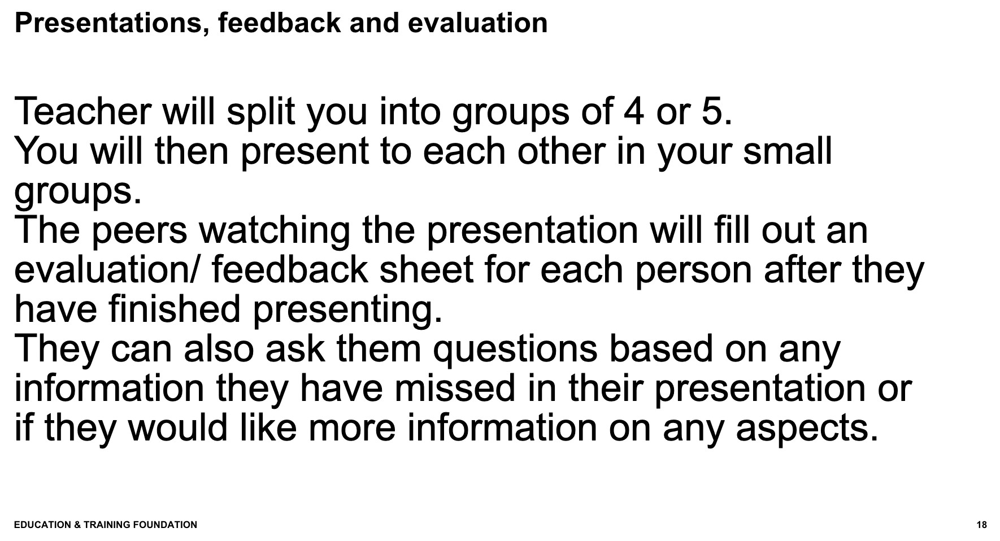 Presentations, feedback and evaluation
Teacher will split you into groups of 4 or 5.
You will then present to each other in your small
groups.
The peers watching the presentation will fill out an
evaluation/ feedback sheet for each person after they
have finished presenting.
They can also ask them questions based on any
information they have missed in their presentation or
if they would like more information on any aspects.
EDUCATION & TRAINING FOUNDATION
18